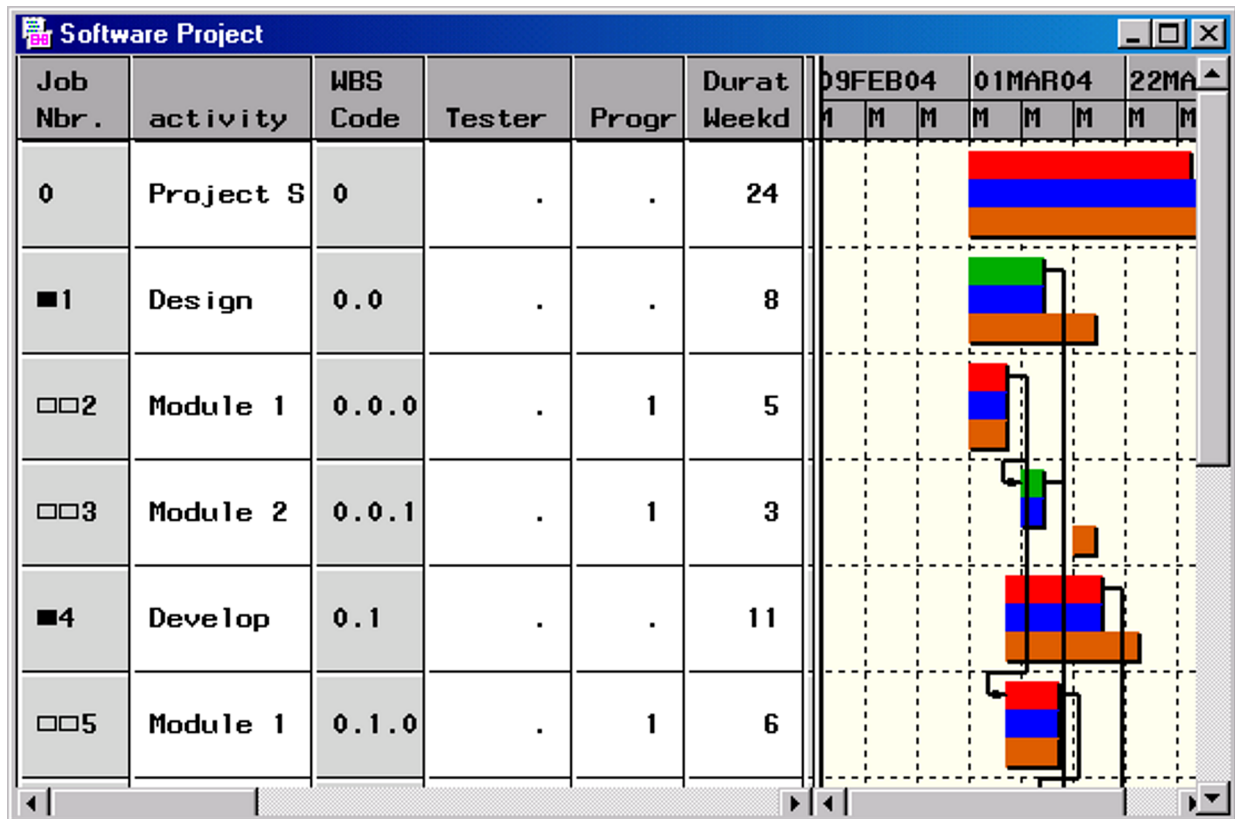 Software Project
Job Nbr. activity WBS Code Tester Progr Durat Weekd
09FEB04 01MAR04 22MA
M M M M M M M M
0 Project S 0 . . 24
■1 Design 0.0 . . 8
□□2 Module 1 0.0.0 . 1 5
□□3 Module 2 0.0.1 . 1 3
■4 Develop 0.1 . . 11
□□5 Module 1 0.1.0 . 1 6